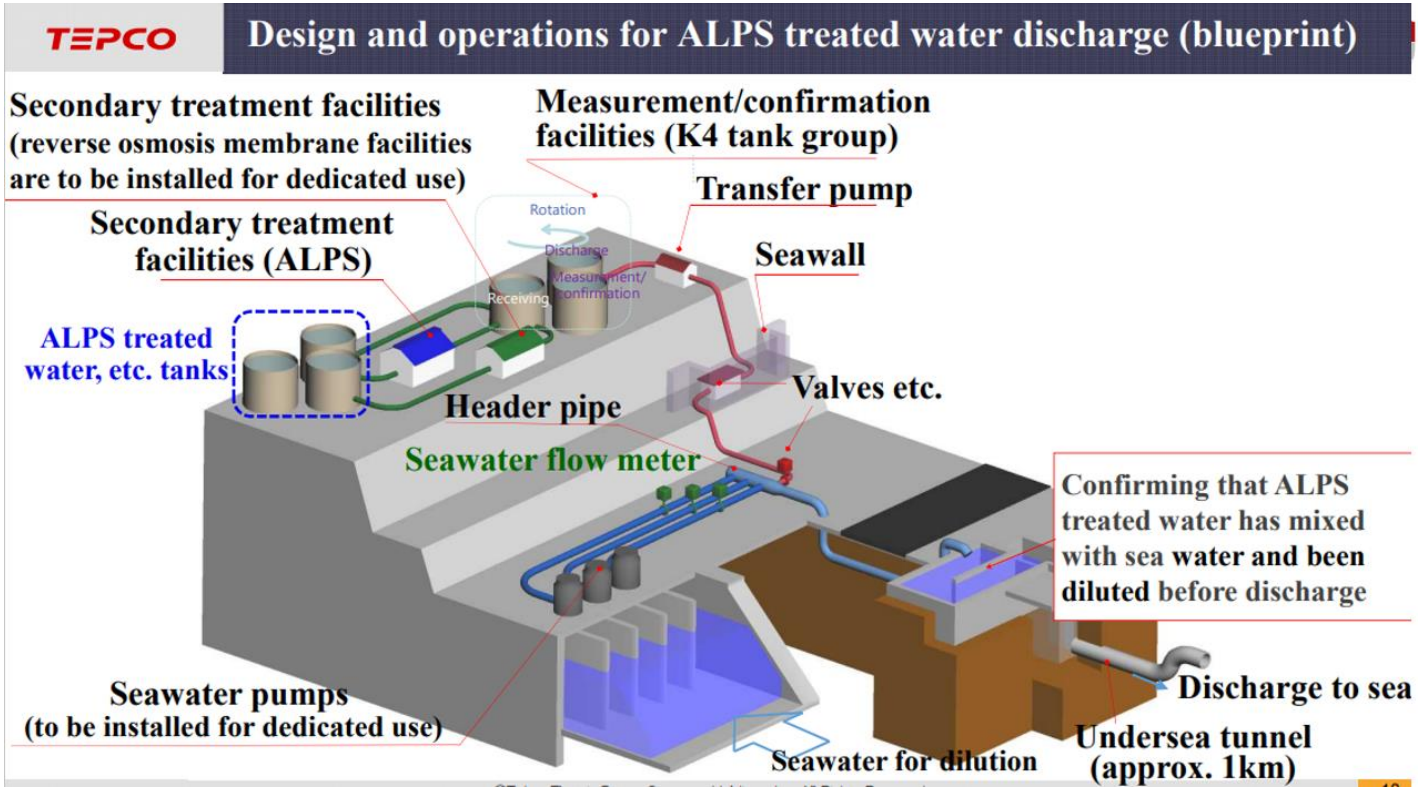 TEPCO
Design and operations for ALPS treated water discharge (blueprint)
Secondary treatment facilities
(reverse osmosis membrane facilities
are to be installed for dedicated use)
Measurement/confirmation
facilities (K4 tank group)
Transfer pump
Secondary treatment
facilities (ALPS)
Rotation
Discharge
Measurement/
confirmation
Receiving
Seawall
ALPS treated
water, etc. tanks
Valves etc.
Header pipe
Seawater flow meter
Confirming that ALPS
treated water has mixed
with sea water and been
diluted before discharge
Seawater pumps
(to be installed for dedicated use)
Discharge to sea
Seawater for dilution
Undersea tunnel
(approx. 1km)